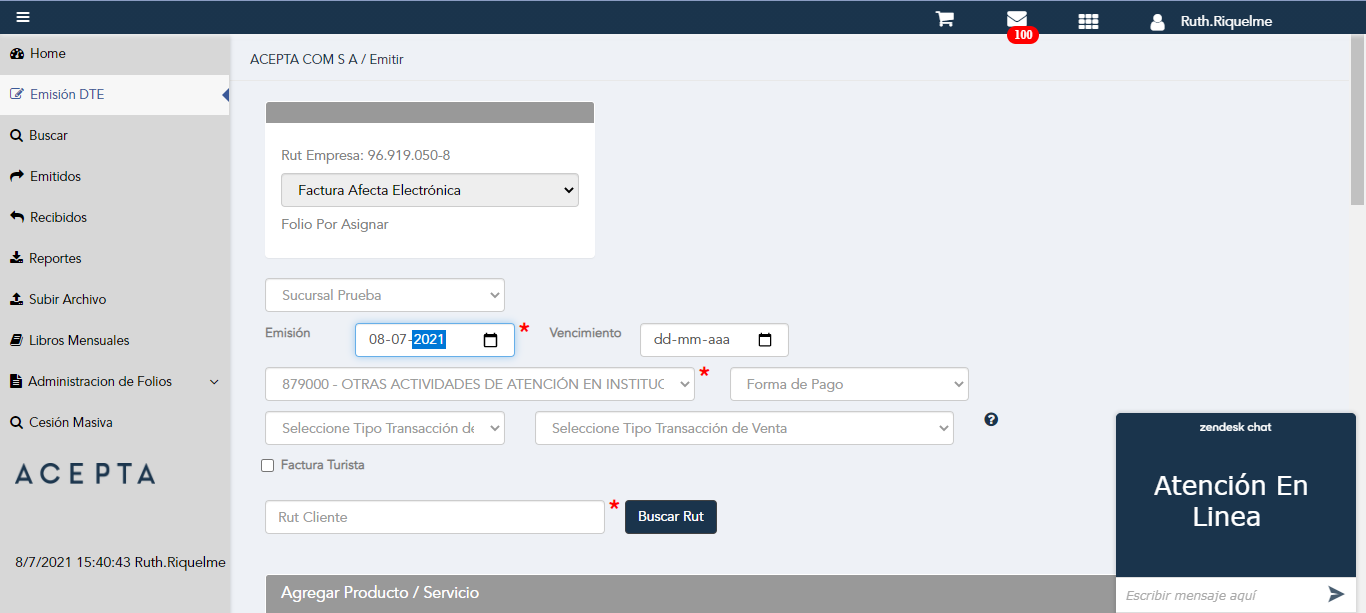 100
Ruth.Riquelme
Home
Emisión DTE
Buscar
Emitidos
Recibidos
Reportes
Subir Archivo
Libros Mensuales
Administracion de Folios
Cesión Masiva
ACEPTA
8/7/2021 15:40:43 Ruth.Riquelme
ACEPTA COM S A / Emitir
Rut Empresa: 96.919.050-8
Factura Afecta Electrónica
Folio Por Asignar
Sucursal Prueba
Emisión 08-07-2021 * Vencimiento dd-mm-aaa
879000 - OTRAS ACTIVIDADES DE ATENCIÓN EN INSTITUC * Forma de Pago
Seleccione Tipo Transacción de Seleccione Tipo Transacción de Venta ?
Factura Turista
Rut Cliente * Buscar Rut
Agregar Producto / Servicio
zendesk chat
Atención En
Linea
Escribir mensaje aquí